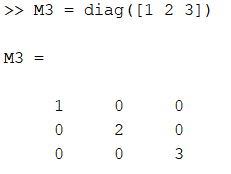 >> M3 = diag([1 2 3])
M3 =
1 0 0
0 2 0
0 0 3